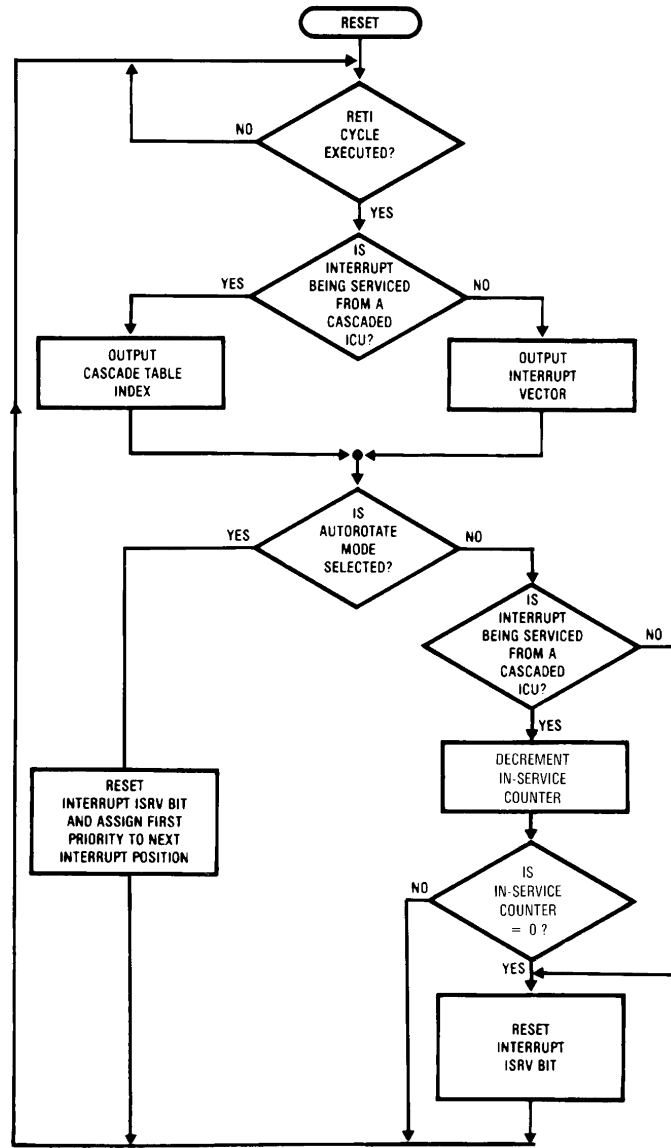 RESET
RETI
CYCLE
EXECUTED?
NO
YES
IS
INTERRUPT
BEING SERVICED
FROM A
CASCADED
ICU?
YES
NO
OUTPUT
CASCADE TABLE
INDEX
OUTPUT
INTERRUPT
VECTOR
IS
AUTOROTATE
MODE
SELECTED?
YES
NO
IS
INTERRUPT
BEING SERVICED
FROM A
CASCADED
ICU?
NO
YES
DECREMENT
IN-SERVICE
COUNTER
RESET
INTERRUPT ISRV BIT
AND ASSIGN FIRST
PRIORITY TO NEXT
INTERRUPT POSITION
IS
IN-SERVICE
COUNTER
= 0 ?
NO
YES
RESET
INTERRUPT
ISRV BIT